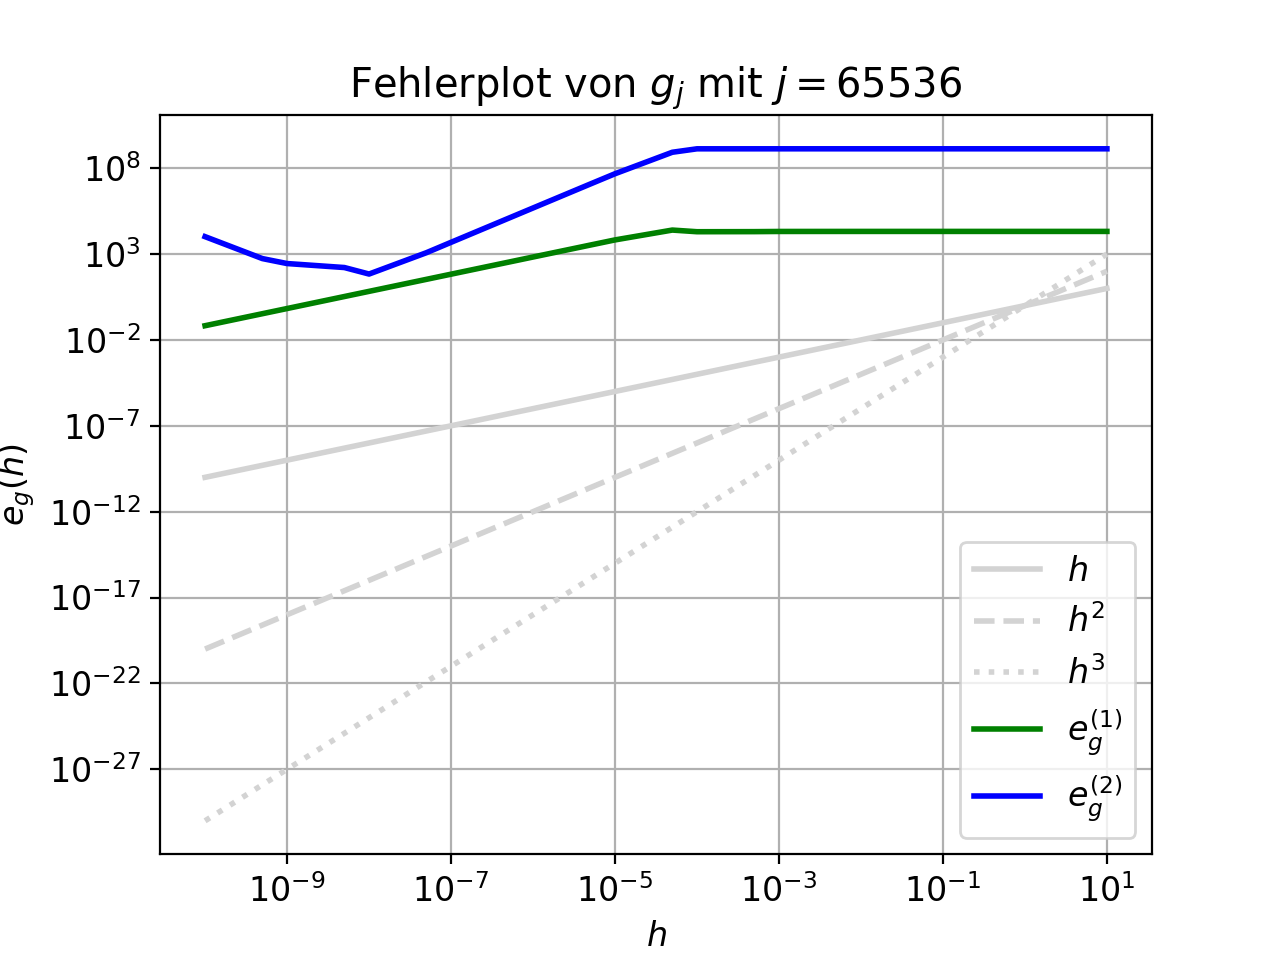 Fehlerplot von $g_j$ mit $j = 65536$
$10^8$
$10^3$
$10^{-2}$
$10^{-7}$
$10^{-12}$
$10^{-17}$
$10^{-22}$
$10^{-27}$
$e_g(h)$
$h$
$h^2$
$h^3$
$e_g^{(1)}$
$e_g^{(2)}$
$10^{-9}$ $10^{-7}$ $10^{-5}$ $10^{-3}$ $10^{-1}$ $10^1$
$h$